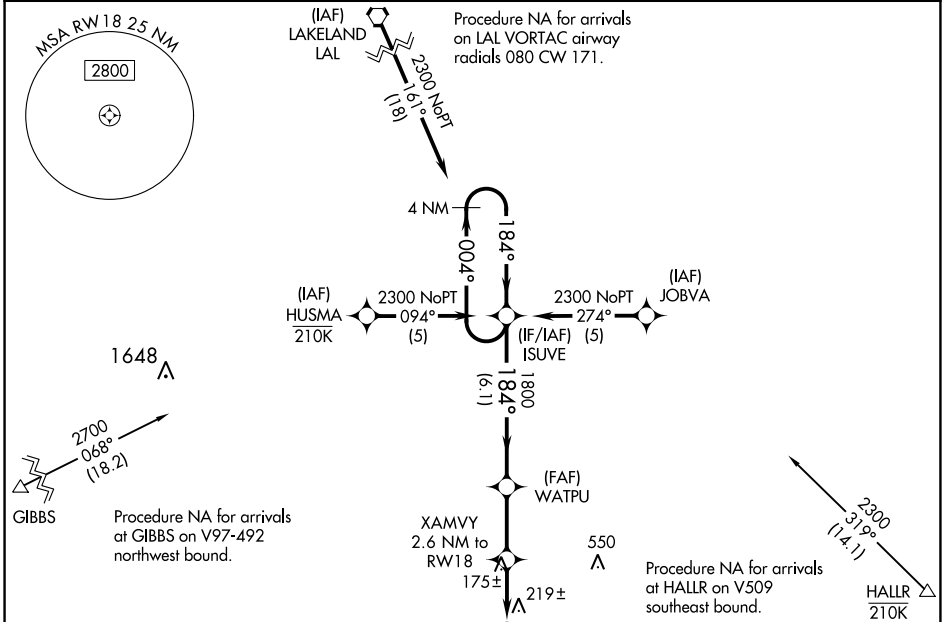 MSA RW18 25 NM
2800
(IAF)
LAKELAND
LAL
Procedure NA for arrivals
on LAL VORTAC airway
radials 080 CW 171.
2300 NoPT
161°
(18)
4 NM
004°
184°
(IAF)
HUSMA
210K
2300 NoPT
094°
(5)
2300 NoPT
274°
(5)
(IAF)
JOBVA
(IF/IAF)
ISUVE
1800
184°
(6.1)
1648
2700
068°
(18.2)
GIBBS
Procedure NA for arrivals
at GIBBS on V97-492
northwest bound.
(FAF)
WATPU
XAMVY
2.6 NM to
RW18
175±
219±
550
Procedure NA for arrivals
at HALLR on V509
southeast bound.
2300
319°
(14.1)
HALLR
210K